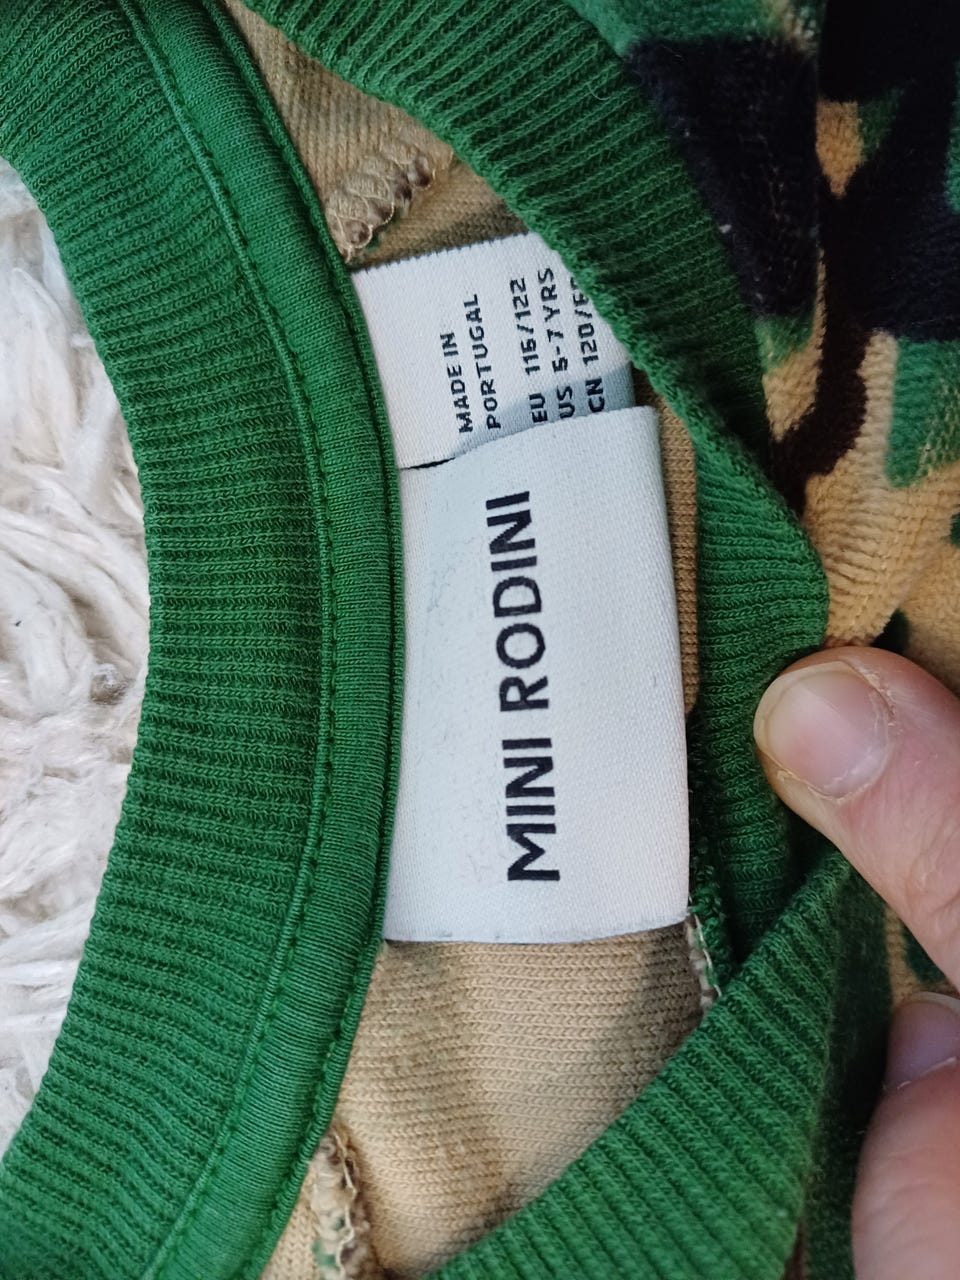 MADE IN
PORTUGAL
EU 116/122
US 5-7 YRS
CN 120/
MINI RODINI